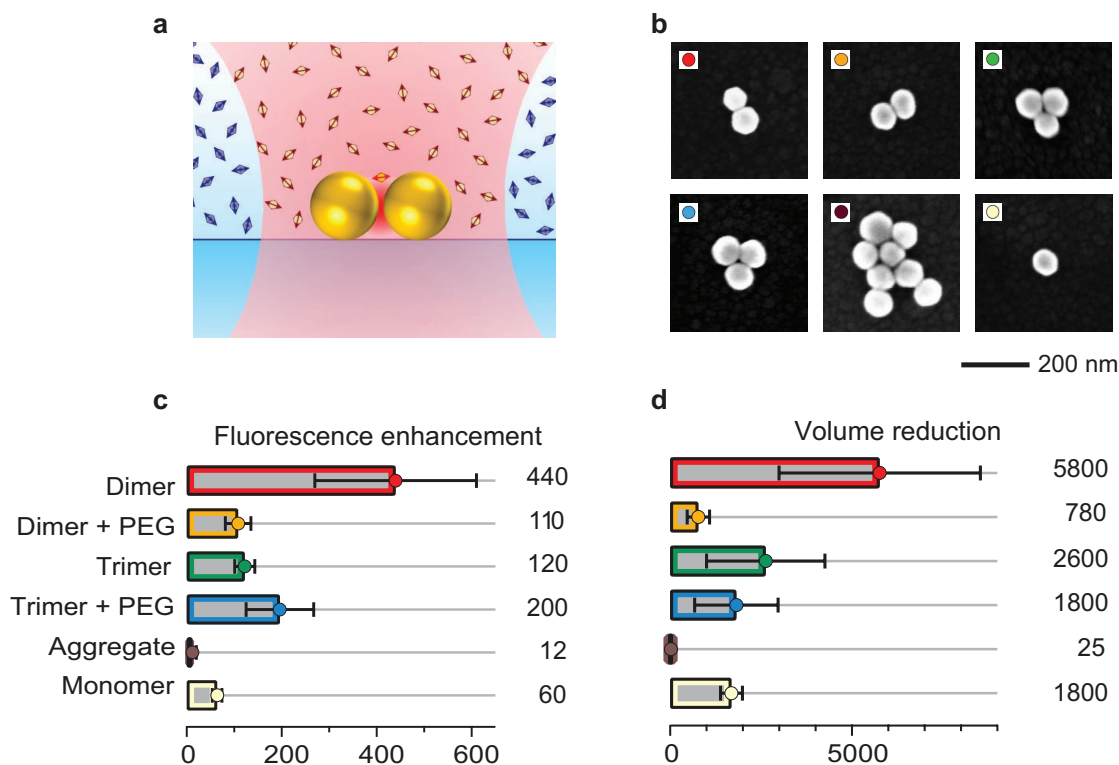 a
b
200 nm
c
Fluorescence enhancement
Dimer 440
Dimer + PEG 110
Trimer 120
Trimer + PEG 200
Aggregate 12
Monomer 60
0 200 400 600
d
Volume reduction
5800
780
2600
1800
25
1800
0 5000